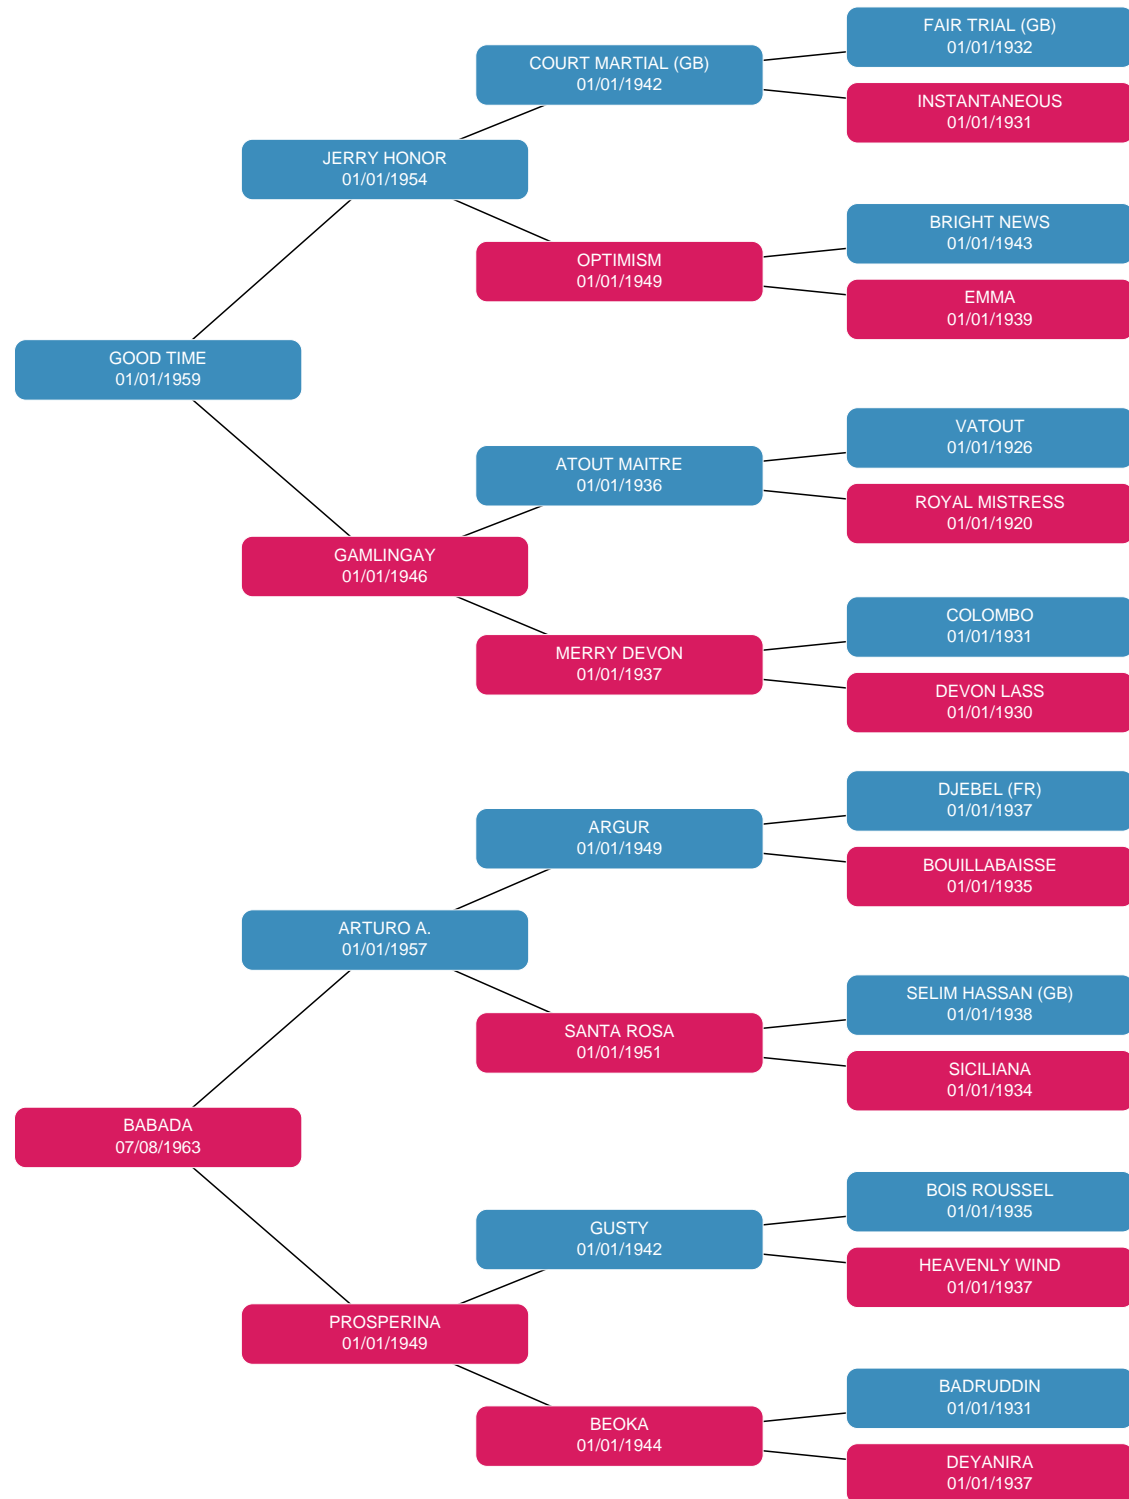 FAIR TRIAL (GB)
01/01/1932
COURT MARTIAL (GB)
01/01/1942
INSTANTANEOUS
01/01/1931
JERRY HONOR
01/01/1954
BRIGHT NEWS
01/01/1943
OPTIMISM
01/01/1949
EMMA
01/01/1939
GOOD TIME
01/01/1959
VATOUT
01/01/1926
ATOUT MAITRE
01/01/1936
ROYAL MISTRESS
01/01/1920
GAMLINGAY
01/01/1946
COLOMBO
01/01/1931
MERRY DEVON
01/01/1937
DEVON LASS
01/01/1930
DJEBEL (FR)
01/01/1937
ARGUR
01/01/1949
BOUILLABAISSE
01/01/1935
ARTURO A.
01/01/1957
SELIM HASSAN (GB)
01/01/1938
SANTA ROSA
01/01/1951
SICILIANA
01/01/1934
BABADA
07/08/1963
BOIS ROUSSEL
01/01/1935
GUSTY
01/01/1942
HEAVENLY WIND
01/01/1937
PROSPERINA
01/01/1949
BADRUDDIN
01/01/1931
BEOKA
01/01/1944
DEYANIRA
01/01/1937